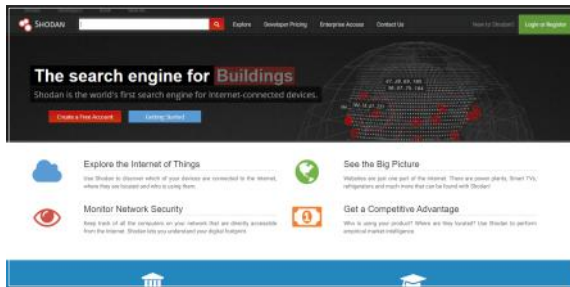 SHODAN
Explore
Developer Pricing
Enterprise Access
Contact Us
New to Shodan?
Login or Register
The search engine for Buildings
Shodan is the world's first search engine for Internet-connected devices.
Create a Free Account
Getting Started
Explore the Internet of Things
Use Shodan to discover which of your devices are connected to the Internet,
where they are located and who is using them.
See the Big Picture
Websites are just one part of the Internet. There are power plants, Smart TVs,
refrigerators and much more that can be found with Shodan!
Monitor Network Security
Keep track of all the computers on your network that are directly accessible
from the Internet. Shodan lets you understand your digital footprint.
Get a Competitive Advantage
Who is using your product? Where are they located? Use Shodan to perform
empirical market intelligence.